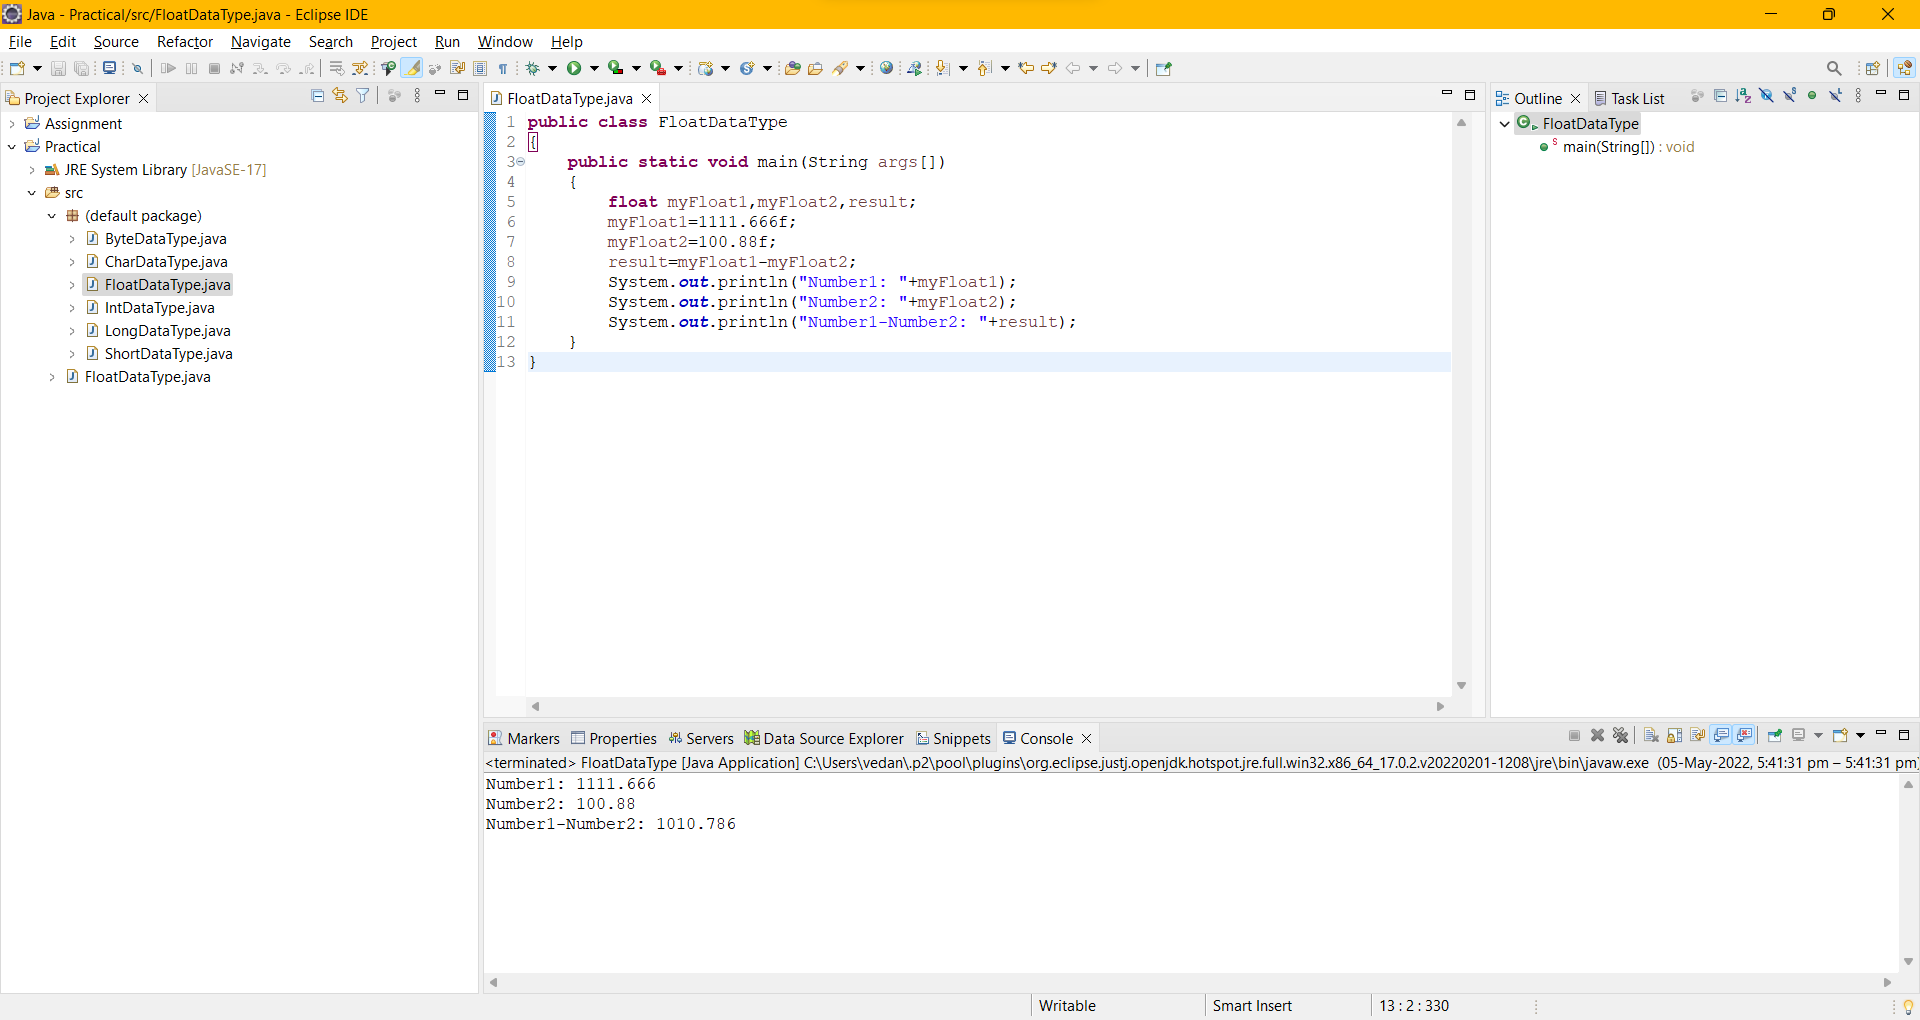 Java - Practical/src/FloatDataType.java - Eclipse IDE
File Edit Source Refactor Navigate Search Project Run Window Help
Project Explorer
Assignment
Practical
JRE System Library [JavaSE-17]
src
(default package)
ByteDataType.java
CharDataType.java
FloatDataType.java
IntDataType.java
LongDataType.java
ShortDataType.java
FloatDataType.java
FloatDataType.java
1 public class FloatDataType
2 {
3 public static void main(String args[])
4 {
5 float myFloat1,myFloat2,result;
6 myFloat1=1111.666f;
7 myFloat2=100.88f;
8 result=myFloat1-myFloat2;
9 System.out.println("Number1: "+myFloat1);
10 System.out.println("Number2: "+myFloat2);
11 System.out.println("Number1-Number2: "+result);
12 }
13 }
Outline Task List
FloatDataType
main(String[]) : void
Markers Properties Servers Data Source Explorer Snippets Console
<terminated> FloatDataType [Java Application] C:\Users\vedan\.p2\pool\plugins\org.eclipse.justj.openjdk.hotspot.jre.full.win32.x86_64_17.0.2.v20220201-1208\jre\bin\javaw.exe (05-May-2022, 5:41:31 pm – 5:41:31 pm)
Number1: 1111.666
Number2: 100.88
Number1-Number2: 1010.786
Writable Smart Insert 13 : 2 : 330